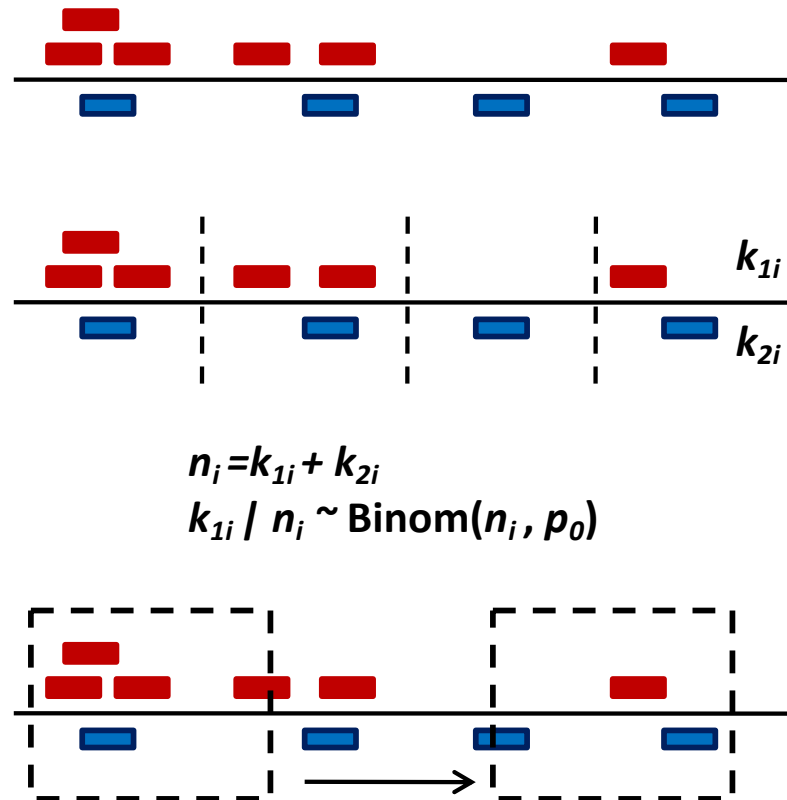 k₁ᵢ
k₂ᵢ
nᵢ =k₁ᵢ + k₂ᵢ
k₁ᵢ / nᵢ ~ Binom(nᵢ , p₀)